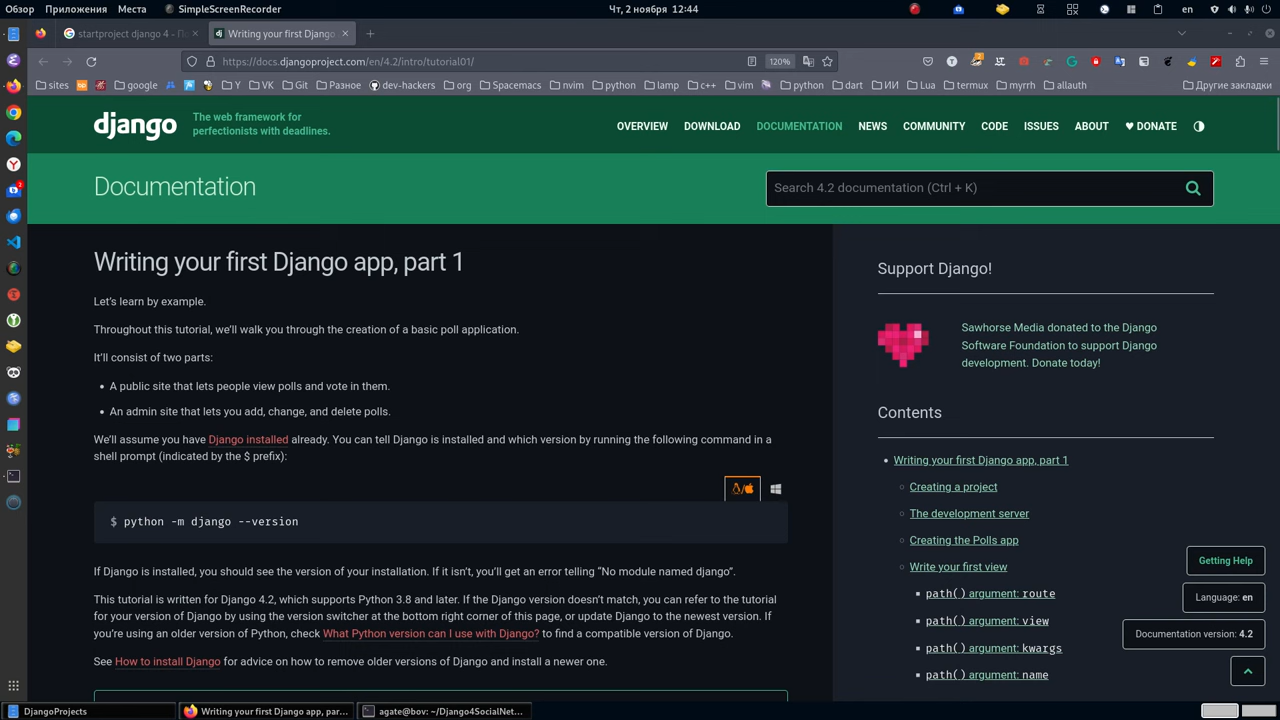 Обзор Приложения Места SimpleScreenRecorder Чт, 2 ноября 12:44 en
startproject django 4 - По
Writing your first Django
https://docs.djangoproject.com/en/4.2/intro/tutorial01/ 120%
sites google Y VK Git Разное dev-hackers org Spacemacs nvim python lamp c++ vim python dart ИИ Lua termux myrrh allauth Другие закладки
django
The web framework for
perfectionists with deadlines.
OVERVIEW DOWNLOAD DOCUMENTATION NEWS COMMUNITY CODE ISSUES ABOUT ♥ DONATE
Documentation
Search 4.2 documentation (Ctrl + K)
Writing your first Django app, part 1
Let’s learn by example.
Throughout this tutorial, we’ll walk you through the creation of a basic poll application.
It’ll consist of two parts:
• A public site that lets people view polls and vote in them.
• An admin site that lets you add, change, and delete polls.
We’ll assume you have Django installed already. You can tell Django is installed and which version by running the following command in a
shell prompt (indicated by the $ prefix):
$ python -m django --version
If Django is installed, you should see the version of your installation. If it isn’t, you’ll get an error telling “No module named django”.
This tutorial is written for Django 4.2, which supports Python 3.8 and later. If the Django version doesn’t match, you can refer to the tutorial
for your version of Django by using the version switcher at the bottom right corner of this page, or update Django to the newest version. If
you’re using an older version of Python, check What Python version can I use with Django? to find a compatible version of Django.
See How to install Django for advice on how to remove older versions of Django and install a newer one.
Support Django!
Sawhorse Media donated to the Django
Software Foundation to support Django
development. Donate today!
Contents
• Writing your first Django app, part 1
◦ Creating a project
◦ The development server
◦ Creating the Polls app
◦ Write your first view
▪ path() argument: route
▪ path() argument: view
▪ path() argument: kwargs
▪ path() argument: name
Getting Help
Language: en
Documentation version: 4.2
DjangoProjects
Writing your first Django app, par...
agate@bov: ~/Django4SocialNet...